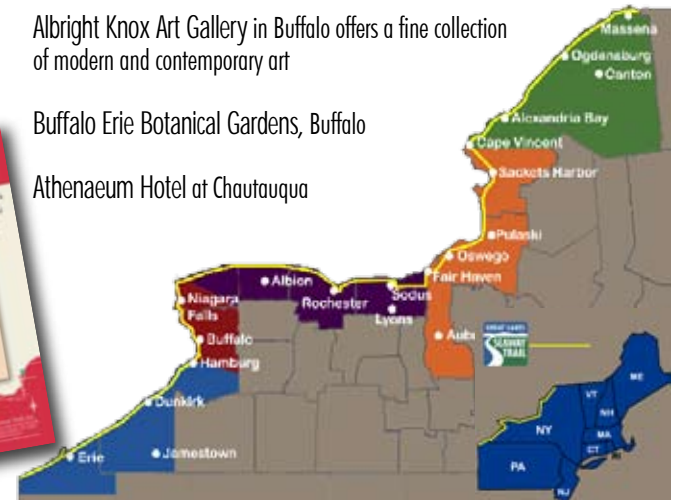 Albright Knox Art Gallery in Buffalo offers a fine collection
of modern and contemporary art
Buffalo Erie Botanical Gardens, Buffalo
Athenaeum Hotel at Chautauqua
Massena
Ogdensburg
Canton
Alexandria Bay
Cape Vincent
Sackets Harbor
Pulaski
Oswego
Fair Haven
Albion
Sodus
Rochester
Niagara
Falls
Lyons
Buffalo
Hamburg
Dunkirk
Jamestown
Erie
GREAT LAKES
SEAWAY
TRAIL
ME
VT
NH
NY
MA
CT
RI
PA
NJ